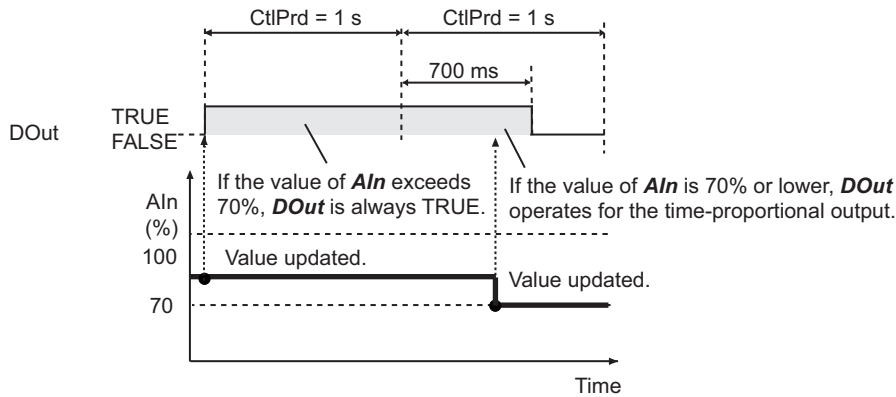 CtlPrd = 1 s
CtlPrd = 1 s
700 ms
DOut
TRUE
FALSE
If the value of AIn exceeds
70%, DOut is always TRUE.
If the value of AIn is 70% or lower, DOut
operates for the time-proportional output.
AIn
(%)
100
Value updated.
Value updated.
70
Time